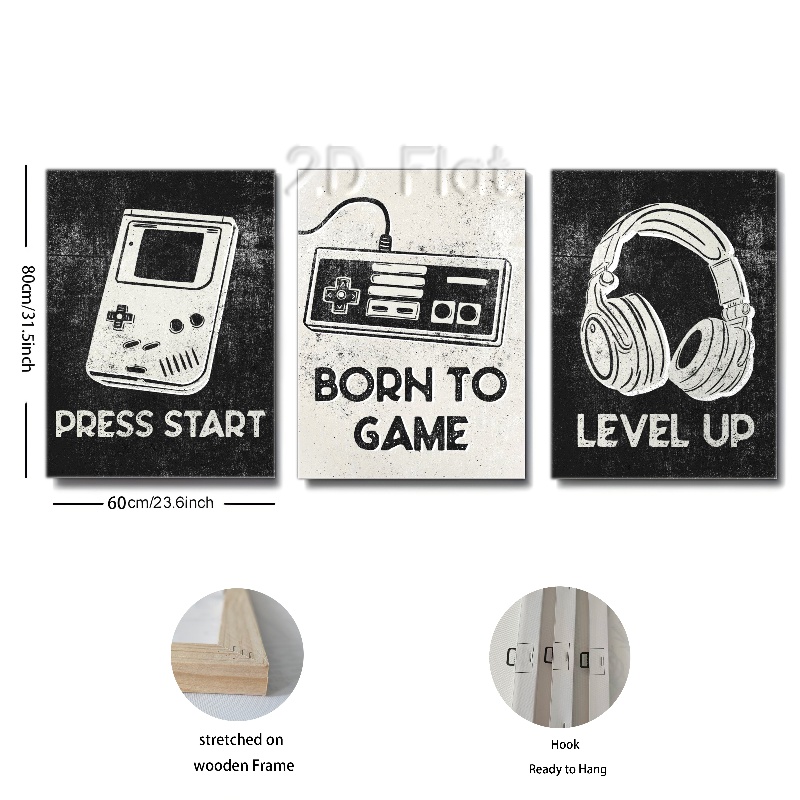 2D Flat
80cm/31.5inch
PRESS START
BORN TO
GAME
LEVEL UP
60cm/23.6inch
stretched on
wooden Frame
Hook
Ready to Hang